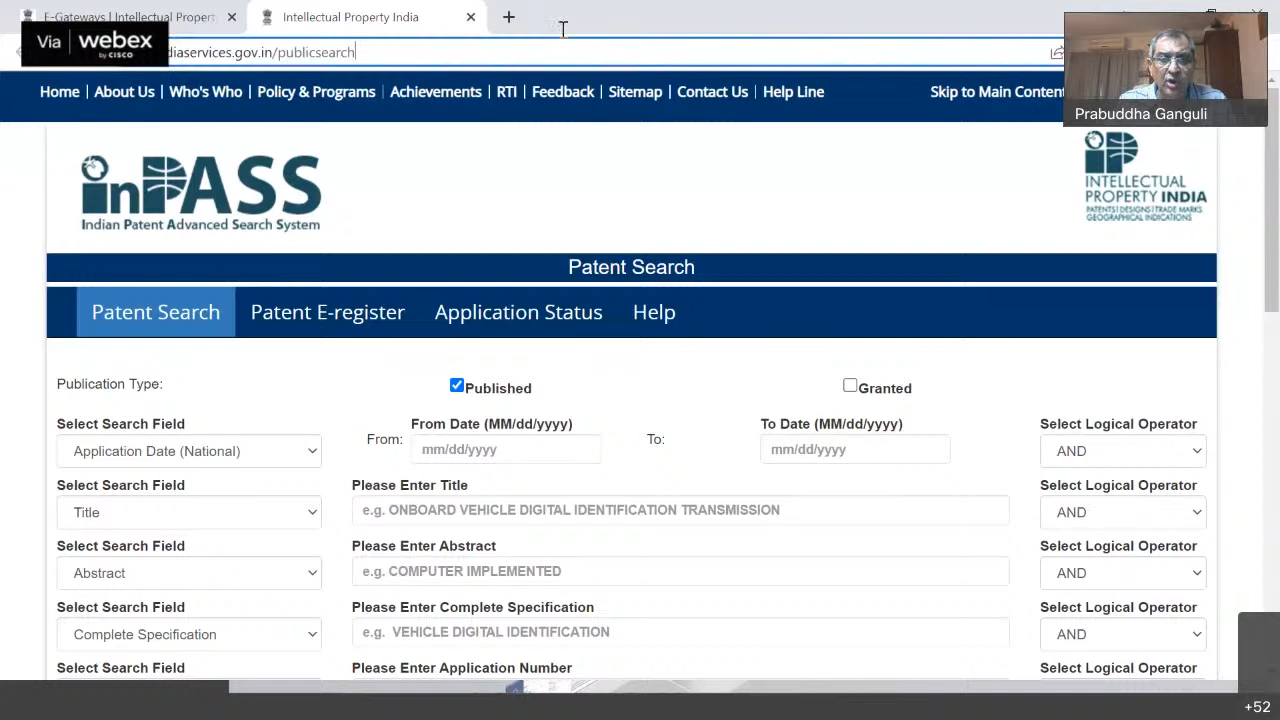 E-Gateways | Intellectual Propert
Intellectual Property India
Via webex
by CISCO
diaservices.gov.in/publicsearch
Home | About Us | Who's Who | Policy & Programs | Achievements | RTI | Feedback | Sitemap | Contact Us | Help Line
Skip to Main Content
Prabuddha Ganguli
inPASS
Indian Patent Advanced Search System
iP
INTELLECTUAL
PROPERTY INDIA
PATENTS | DESIGNS | TRADE MARKS
GEOGRAPHICAL INDICATIONS
Patent Search
Patent Search
Patent E-register
Application Status
Help
Publication Type:
Published
Granted
Select Search Field
From Date (MM/dd/yyyy)
To Date (MM/dd/yyyy)
Select Logical Operator
Application Date (National)
From:
mm/dd/yyyy
To:
mm/dd/yyyy
AND
Select Search Field
Please Enter Title
Select Logical Operator
Title
e.g. ONBOARD VEHICLE DIGITAL IDENTIFICATION TRANSMISSION
AND
Select Search Field
Please Enter Abstract
Select Logical Operator
Abstract
e.g. COMPUTER IMPLEMENTED
AND
Select Search Field
Please Enter Complete Specification
Select Logical Operator
Complete Specification
e.g. VEHICLE DIGITAL IDENTIFICATION
AND
Select Search Field
Please Enter Application Number
Select Logical Operator
+52